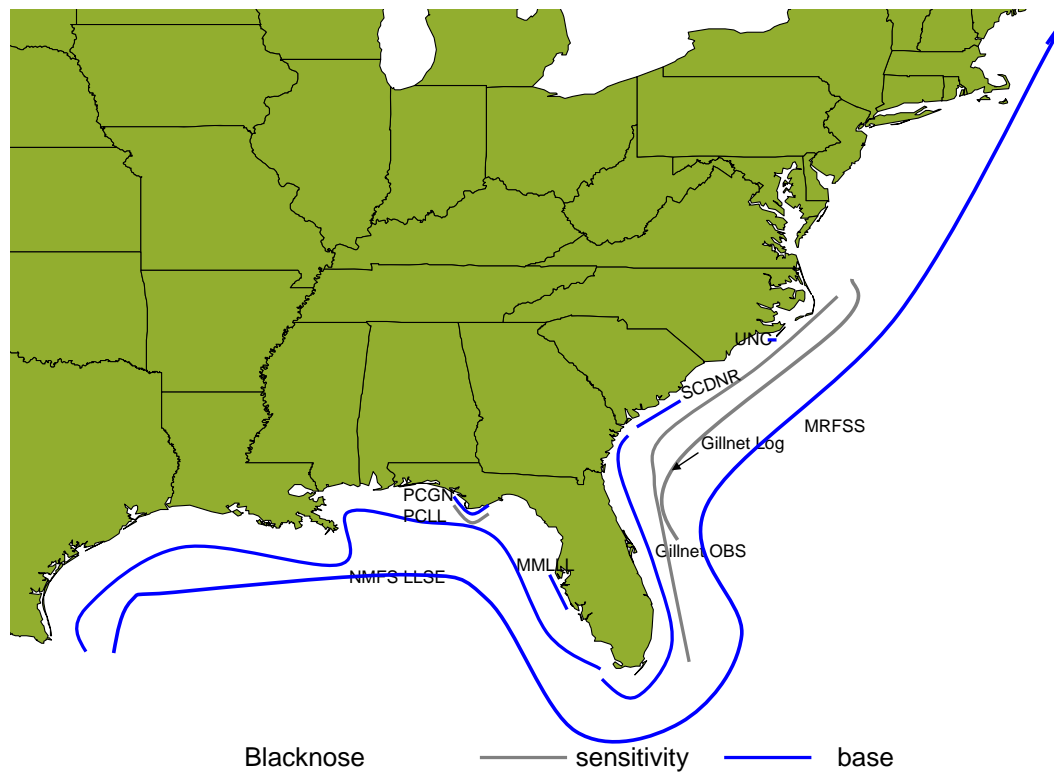 UNC
SCDNR
MRFSS
Gillnet Log
PCGN
PCLL
Gillnet OBS
MMLLL
NMFS LLSE
Blacknose sensitivity base